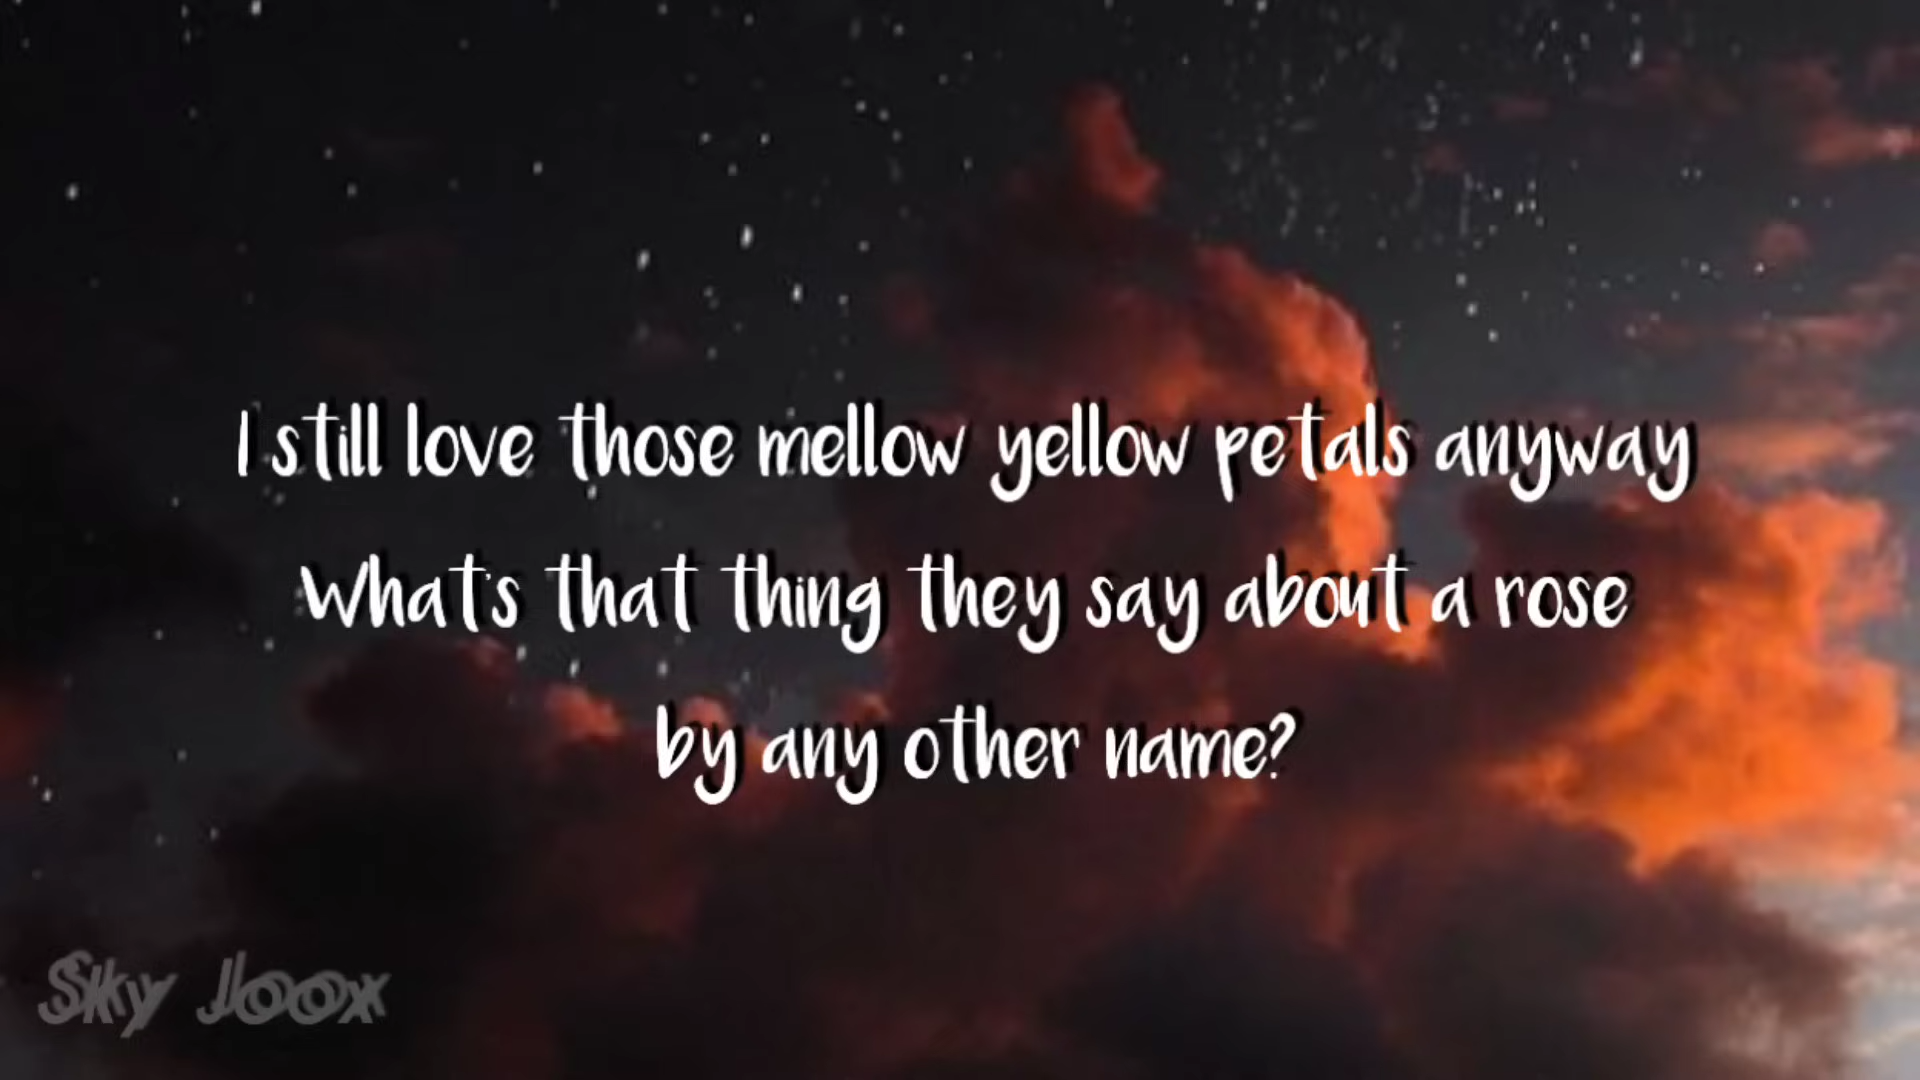 I still love those mellow yellow petals anyway
What's that thing they say about a rose
by any other name?
Sky Joox